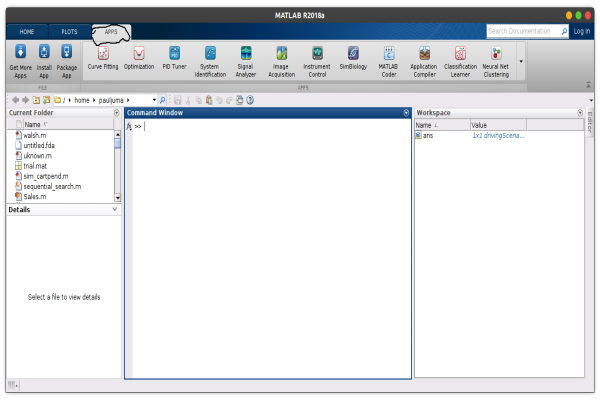 MATLAB R2018a
HOME PLOTS APPS Search Documentation Log In
Get More Apps Install App Package App Curve Fitting Optimization PID Tuner System Identification Signal Analyzer Image Acquisition Instrument Control SimBiology MATLAB Coder Application Compiler Classification Learner Neural Net Clustering
FILE APPS
/ home pauljuma
Current Folder Command Window Workspace
Name fx >> Name Value
walsh.m ans 1x1 drivingScena...
untitled.fda
uknown.m
trial.mat
sim_cartpend.m
sequential_search.m
Sales.m
Details
Select a file to view details
Editor